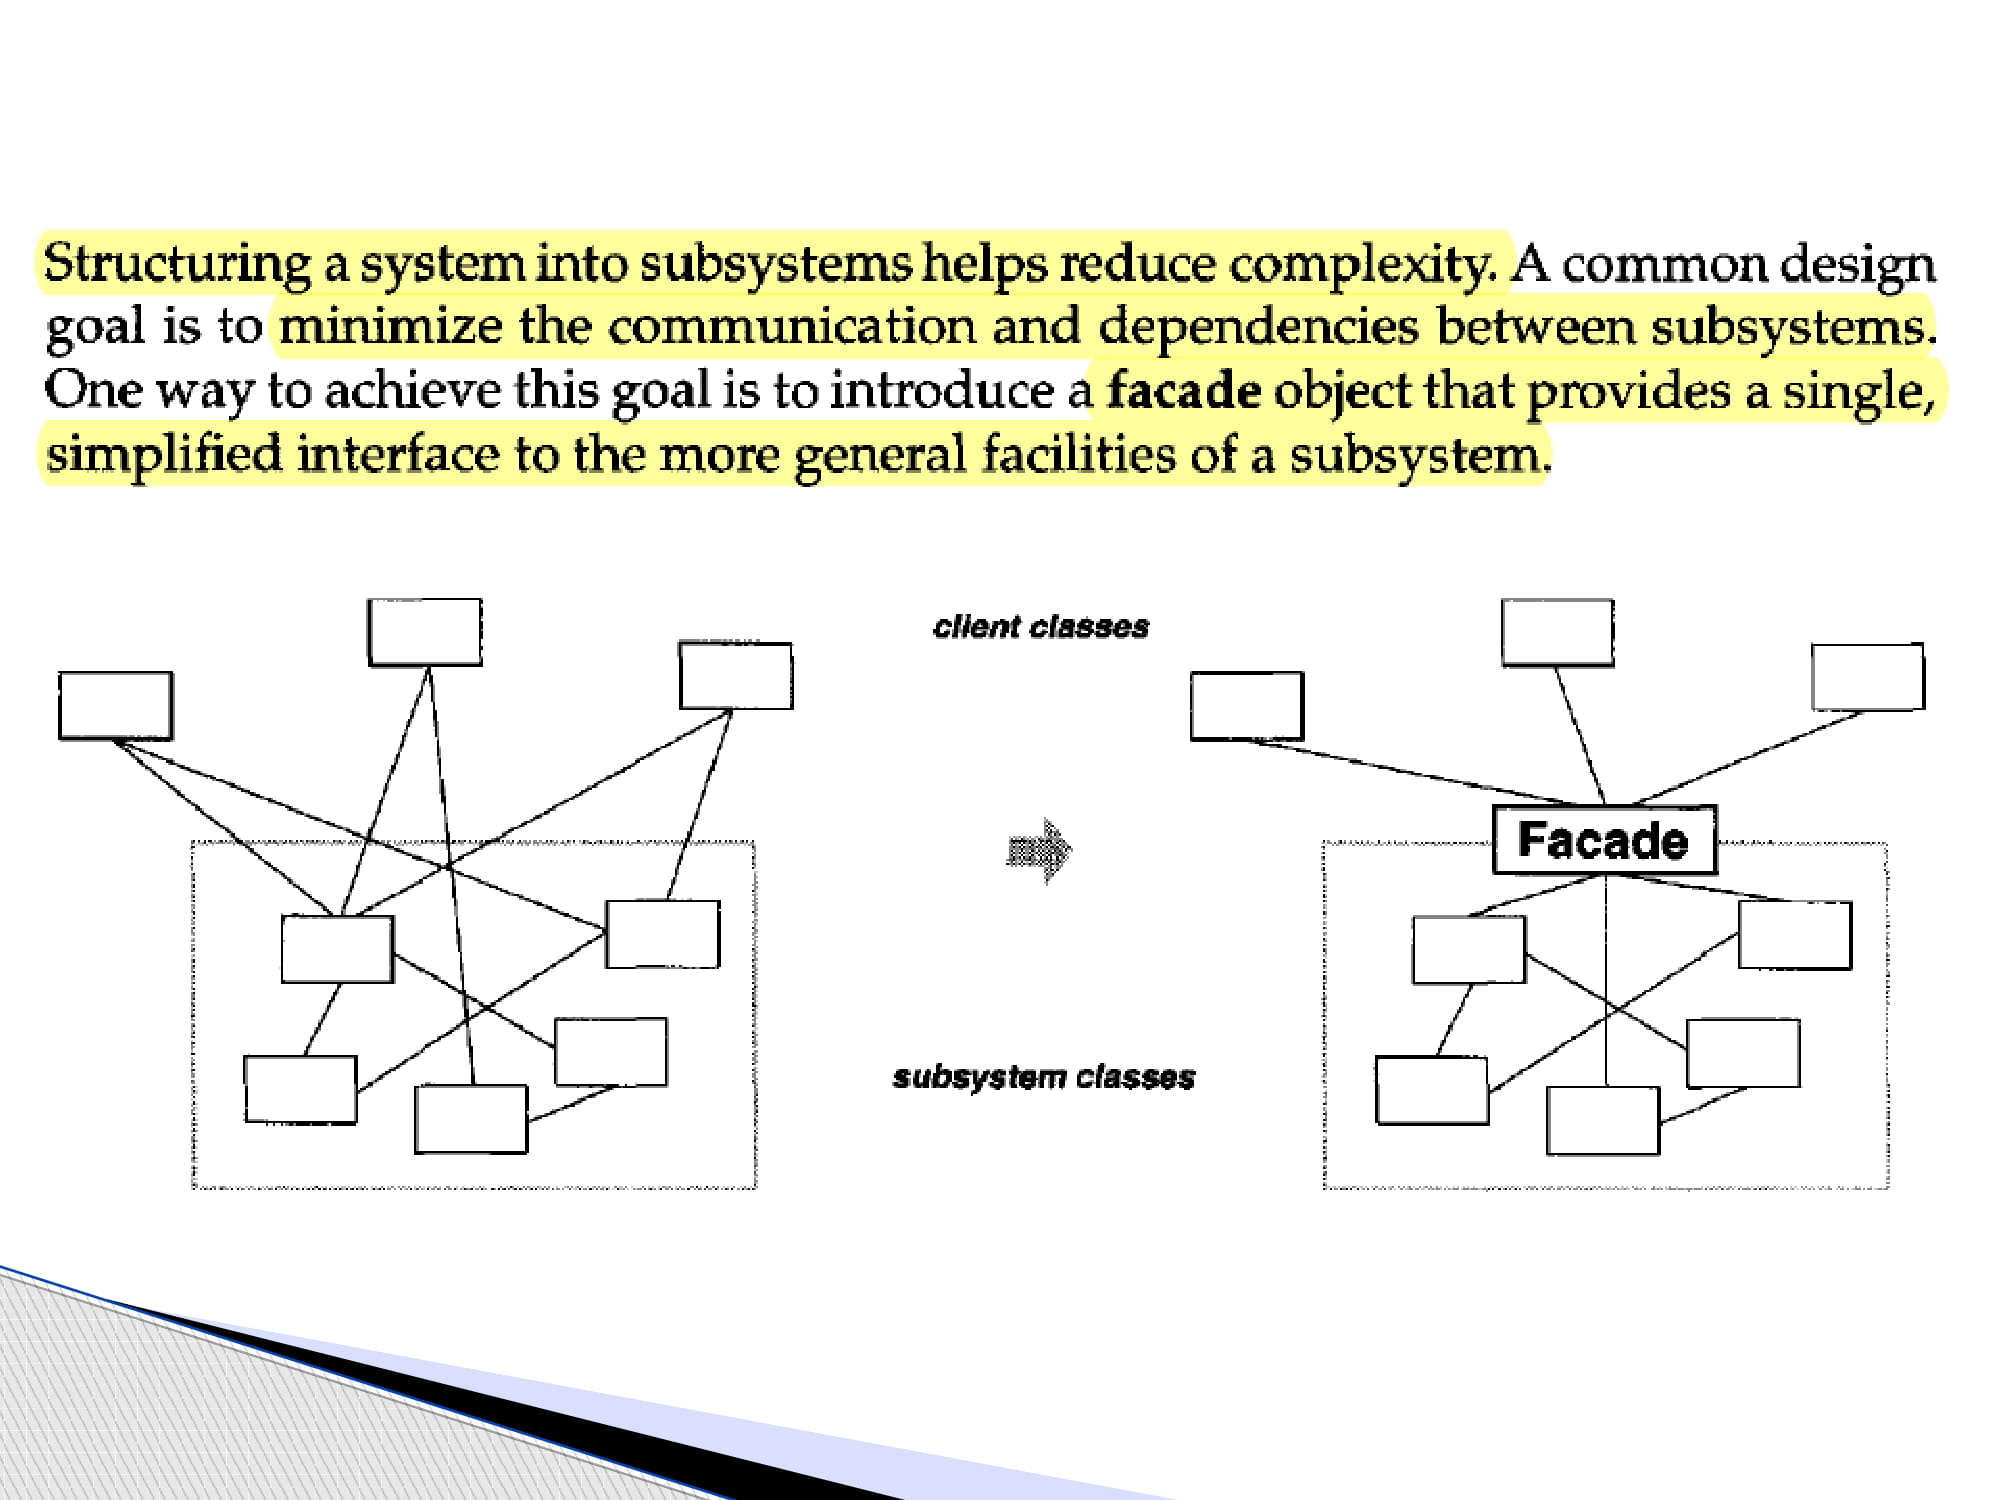 Structuring a system into subsystems helps reduce complexity. A common design
goal is to minimize the communication and dependencies between subsystems.
One way to achieve this goal is to introduce a facade object that provides a single,
simplified interface to the more general facilities of a subsystem.
client classes
Facade
subsystem classes